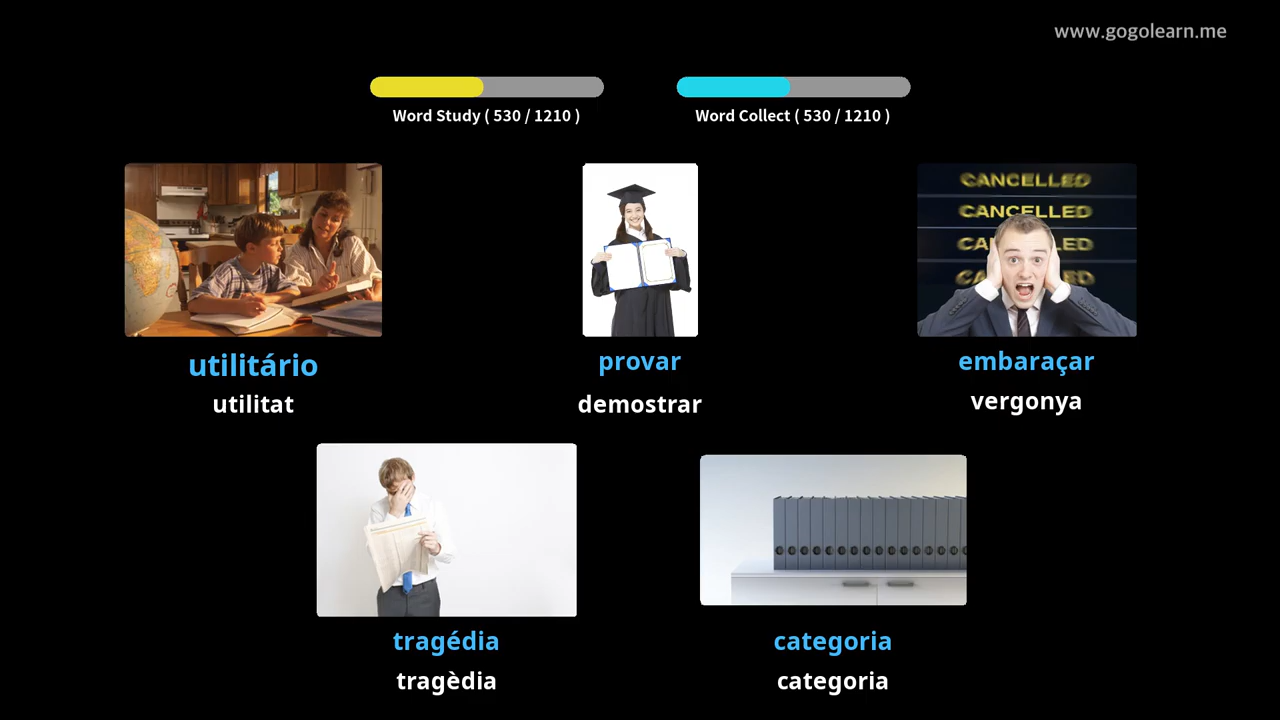 www.gogolearn.me
Word Study ( 530 / 1210 )
Word Collect ( 530 / 1210 )
CANCELLED
CANCELLED
utilitário
utilitat
provar
demostrar
embaraçar
vergonya
tragédia
tragèdia
categoria
categoria